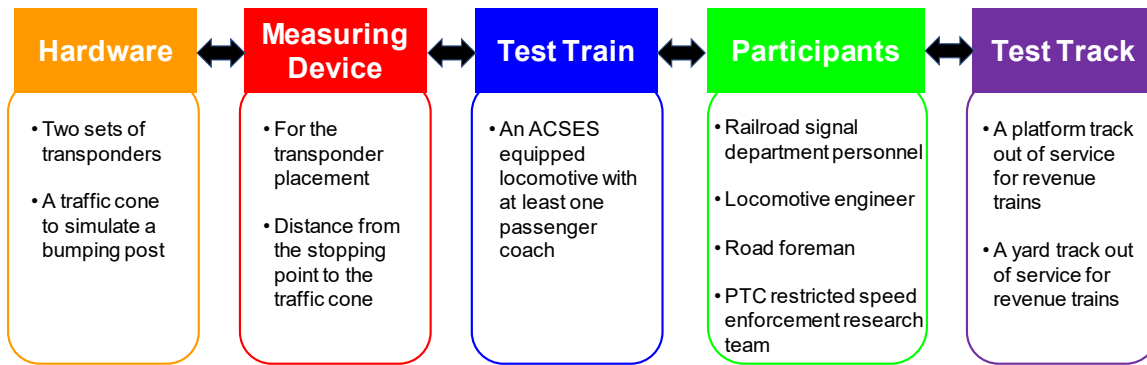 Hardware
• Two sets of
transponders
• A traffic cone
to simulate a
bumping post
Measuring
Device
• For the
transponder
placement
• Distance from
the stopping
point to the
traffic cone
Test Train
• An ACSES
equipped
locomotive with
at least one
passenger
coach
Participants
• Railroad signal
department personnel
• Locomotive engineer
• Road foreman
• PTC restricted speed
enforcement research
team
Test Track
• A platform track
out of service
for revenue
trains
• A yard track out
of service for
revenue trains